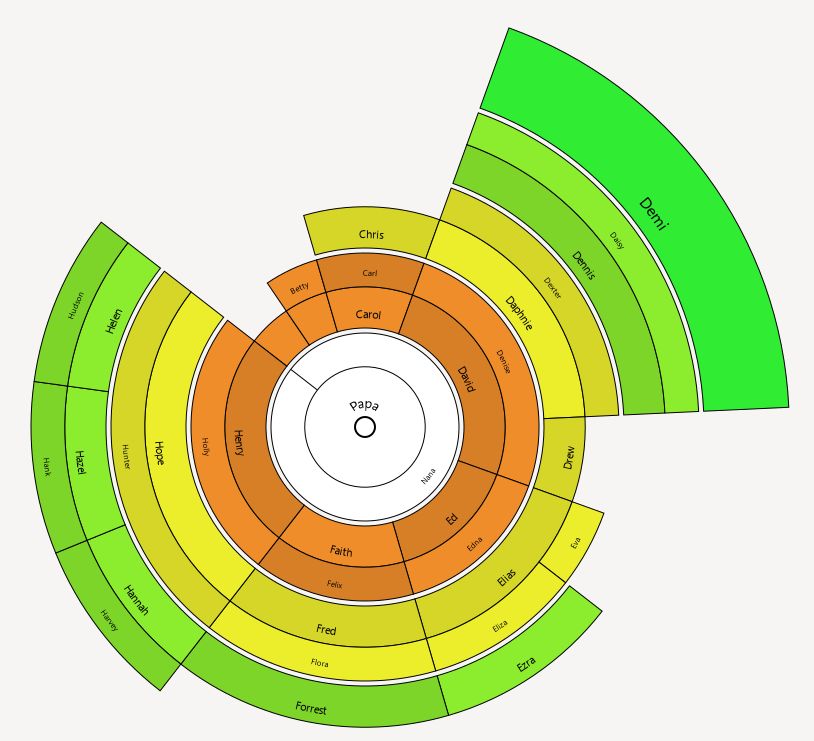 Papa
Nana
Betty
Carl
Carol
Chris
David
Denise
Daphnie
Dexter
Dennis
Daisy
Demi
Drew
Ed
Edna
Elias
Eliza
Eva
Ezra
Faith
Felix
Fred
Flora
Forrest
Henry
Holly
Hope
Hunter
Hannah
Harvey
Hazel
Hank
Helen
Hudson